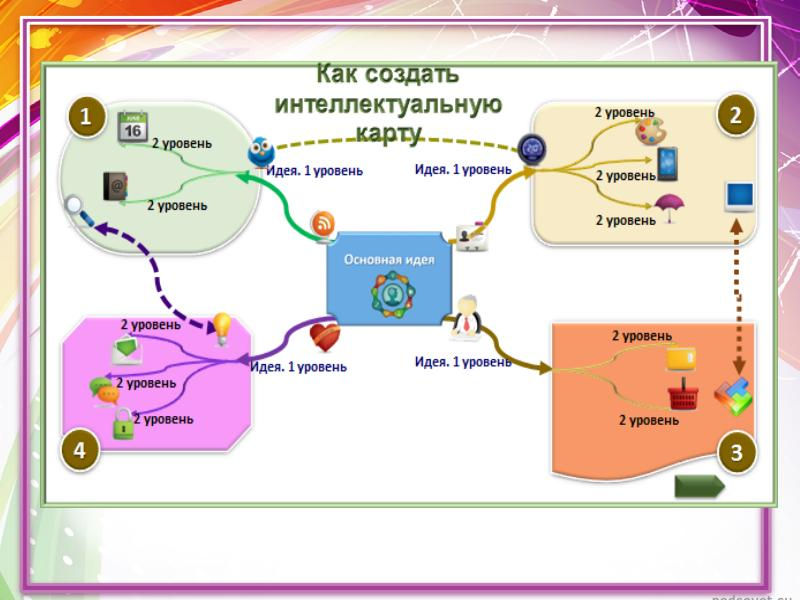 Как создать
интеллектуальную
карту
1
16
2 уровень
2 уровень
Идея. 1 уровень
Идея. 1 уровень
2 уровень
2 уровень
2 уровень
2
Основная идея
2 уровень
2 уровень
2 уровень
4
Идея. 1 уровень
Идея. 1 уровень
2 уровень
2 уровень
3